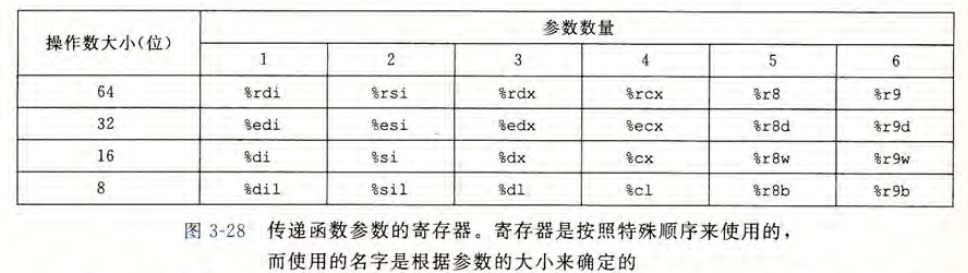 操作数大小(位) 参数数量
1 2 3 4 5 6
64 %rdi %rsi %rdx %rcx %r8 %r9
32 %edi %esi %edx %ecx %r8d %r9d
16 %di %si %dx %cx %r8w %r9w
8 %dil %sil %dl %cl %r8b %r9b
图 3-28 传递函数参数的寄存器。寄存器是按照特殊顺序来使用的，
而使用的名字是根据参数的大小来确定的